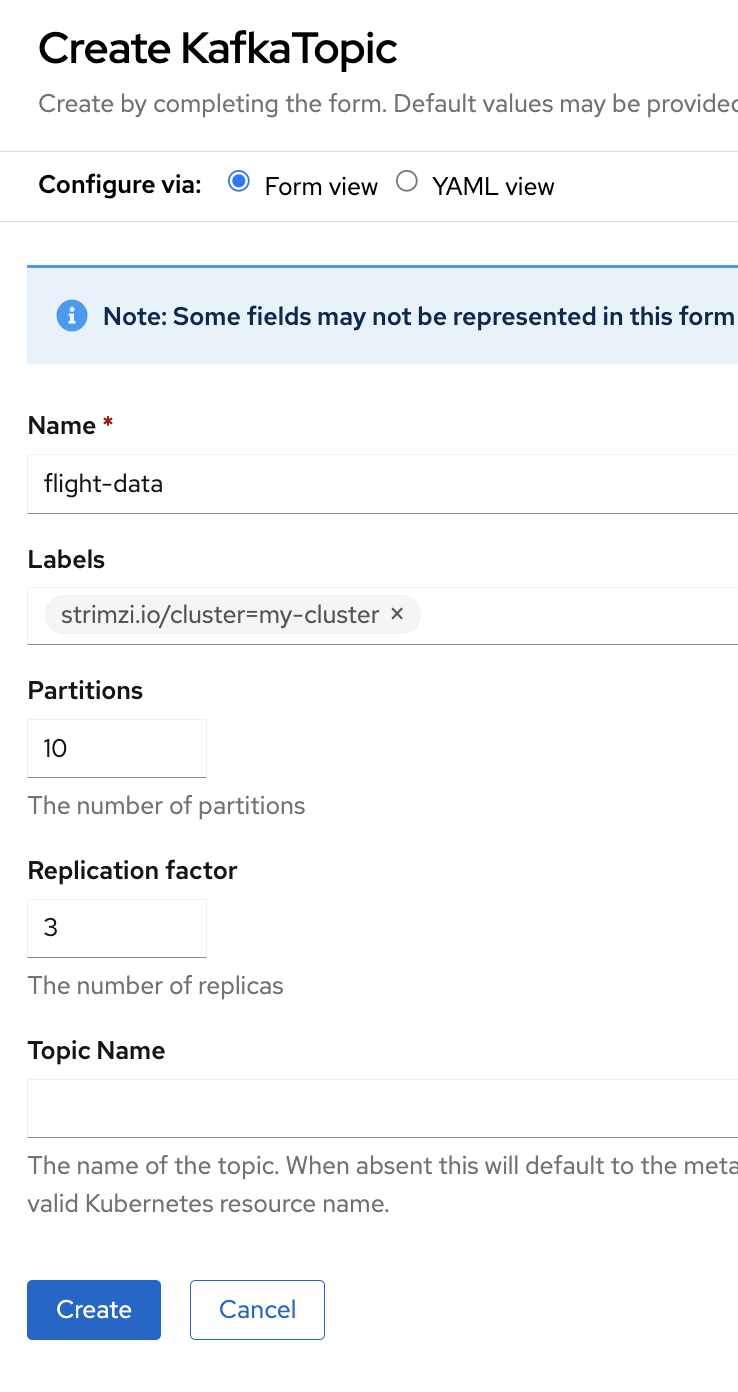 Create KafkaTopic
Create by completing the form. Default values may be provided
Configure via: Form view YAML view
Note: Some fields may not be represented in this form
Name *
flight-data
Labels
strimzi.io/cluster=my-cluster ×
Partitions
10
The number of partitions
Replication factor
3
The number of replicas
Topic Name
The name of the topic. When absent this will default to the meta
valid Kubernetes resource name.
Create Cancel